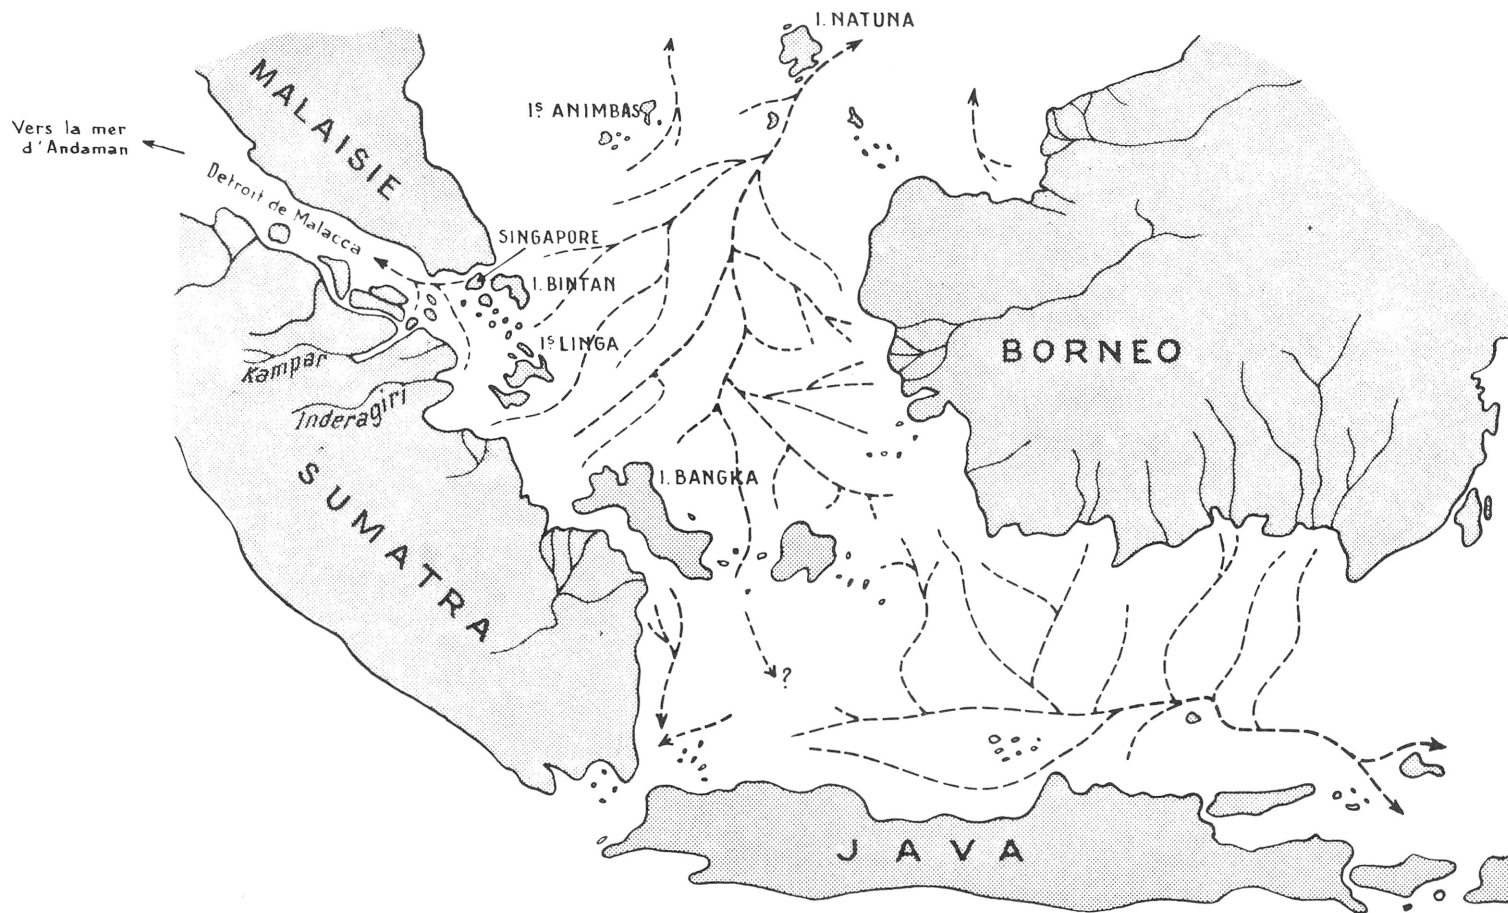 I. NATUNA
MALAISIE
Is ANIMBAS
Vers la mer
d'Andaman
Detroit de Malacca
SINGAPORE
I. BINTAN
Is LINGA
BORNEO
Kampar
Inderagiri
SUMATRA
I. BANGKA
?
JAVA